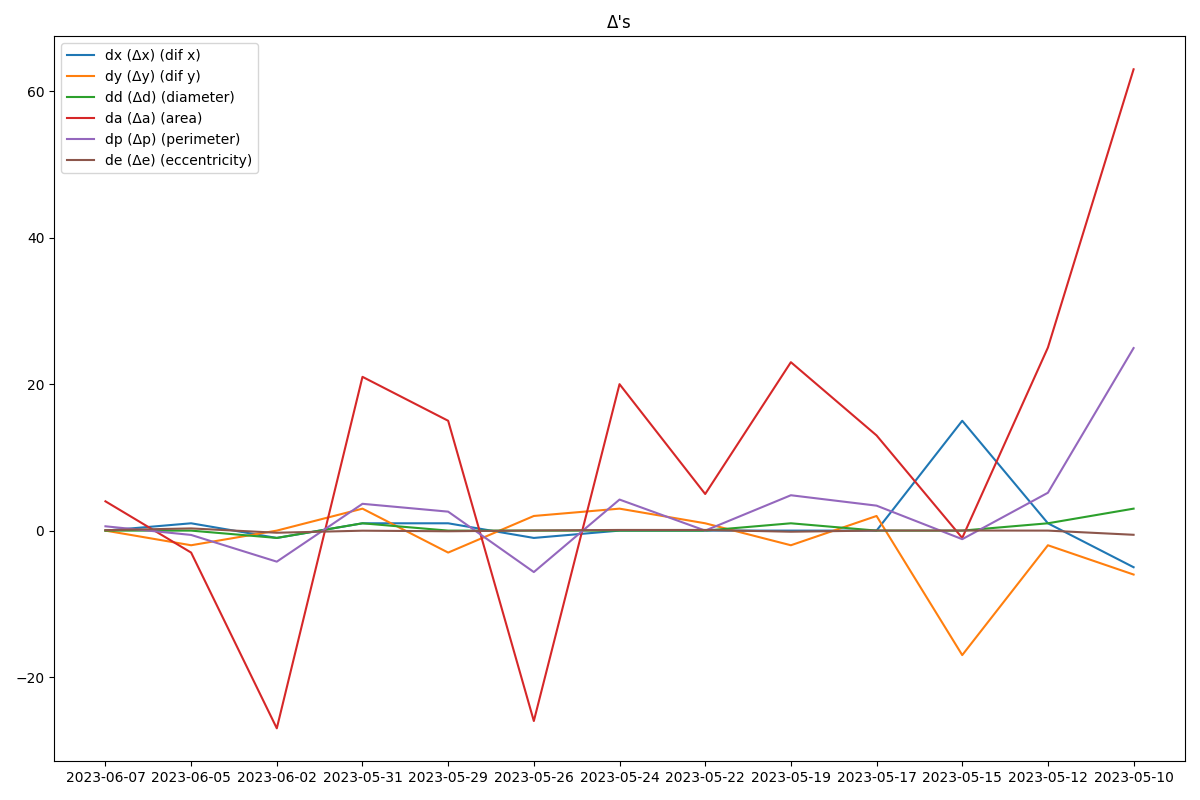 Δ's
dx (Δx) (dif x)
dy (Δy) (dif y)
dd (Δd) (diameter)
da (Δa) (area)
dp (Δp) (perimeter)
de (Δe) (eccentricity)
60
40
20
0
−20
2023-06-07 2023-06-05 2023-06-02 2023-05-31 2023-05-29 2023-05-26 2023-05-24 2023-05-22 2023-05-19 2023-05-17 2023-05-15 2023-05-12 2023-05-10